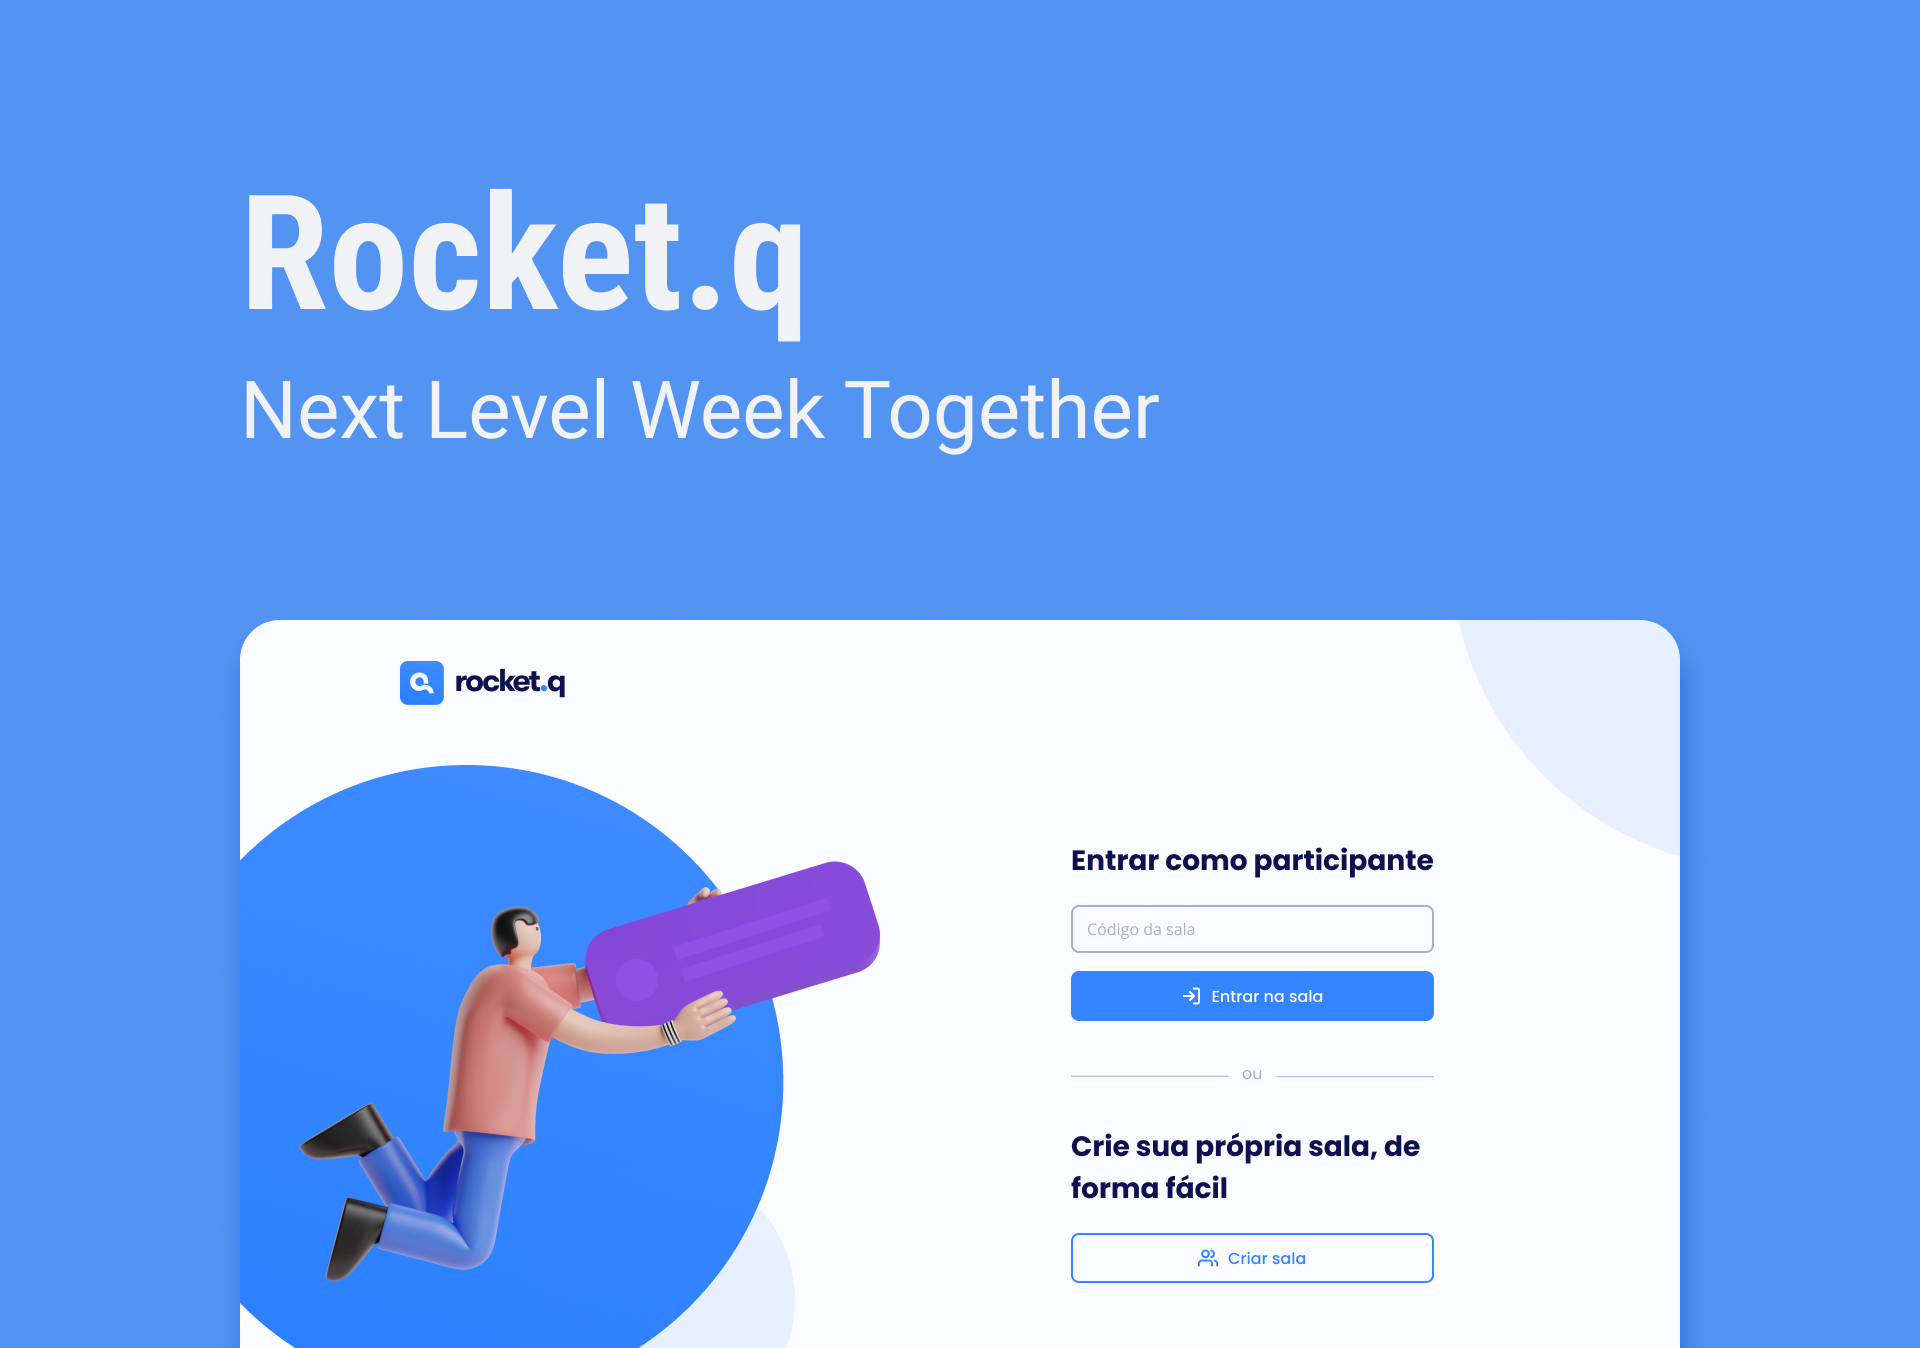 Rocket.q
Next Level Week Together
rocket.q
Entrar como participante
Código da sala
Entrar na sala
ou
Crie sua própria sala, de
forma fácil
Criar sala